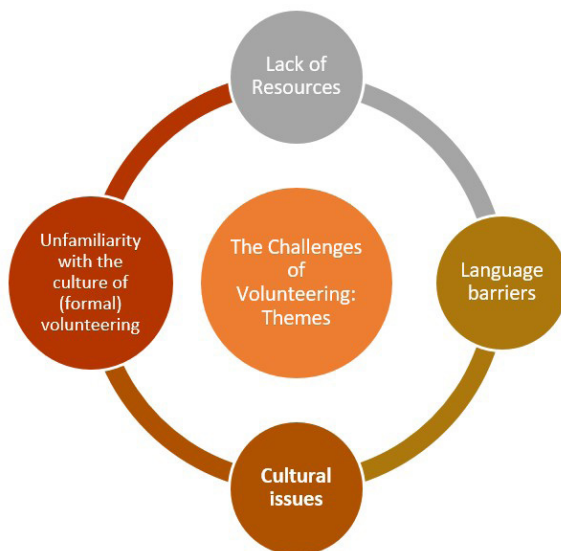 Lack of
Resources
Unfamiliarity
with the
culture of
(formal)
volunteering
The Challenges
of
Volunteering:
Themes
Language
barriers
Cultural
issues